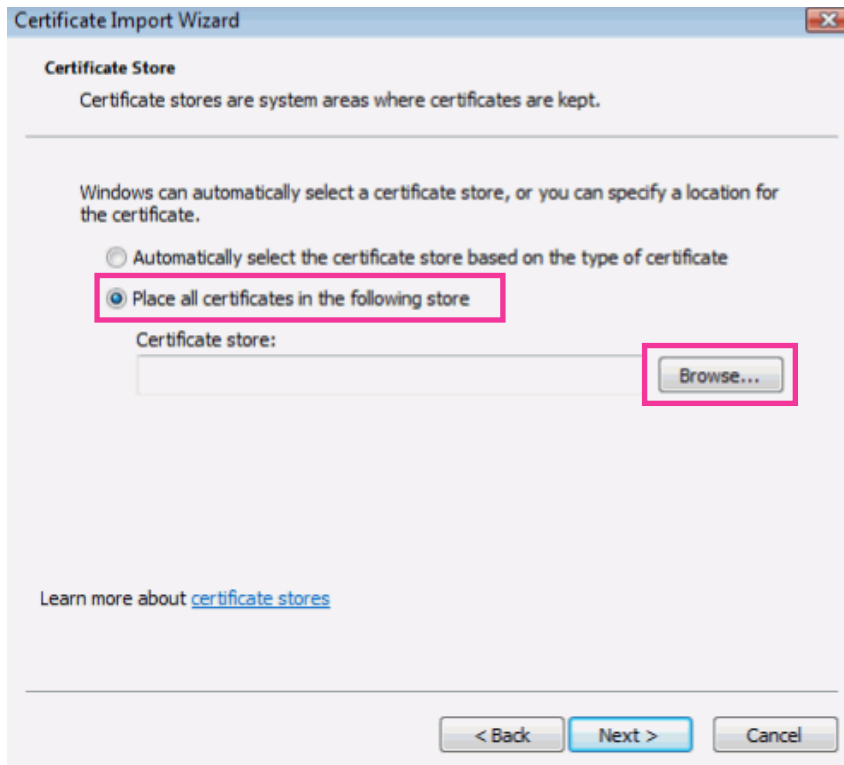 Certificate Import Wizard
Certificate Store
Certificate stores are system areas where certificates are kept.
Windows can automatically select a certificate store, or you can specify a location for
the certificate.
Automatically select the certificate store based on the type of certificate
Place all certificates in the following store
Certificate store:
Browse...
Learn more about certificate stores
< Back
Next >
Cancel